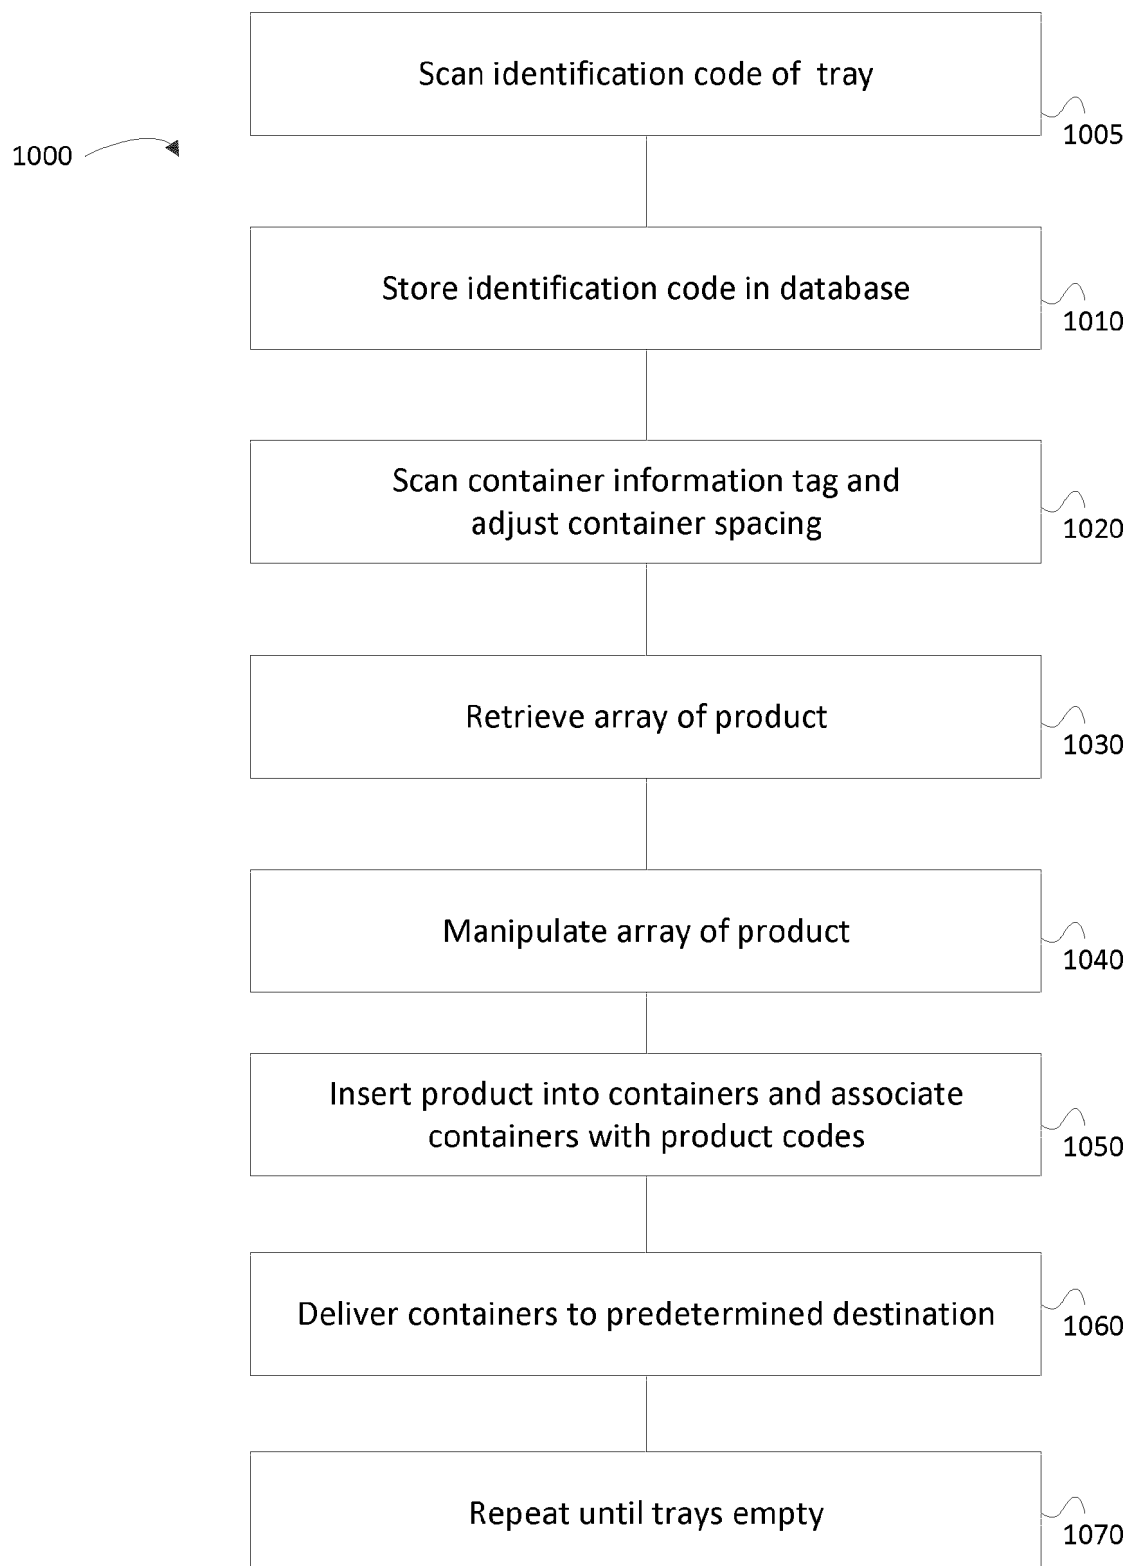 Scan identification code of tray
1005
1000
Store identification code in database
1010
Scan container information tag and
adjust container spacing
1020
Retrieve array of product
1030
Manipulate array of product
1040
Insert product into containers and associate
containers with product codes
1050
Deliver containers to predetermined destination
1060
Repeat until trays empty
1070